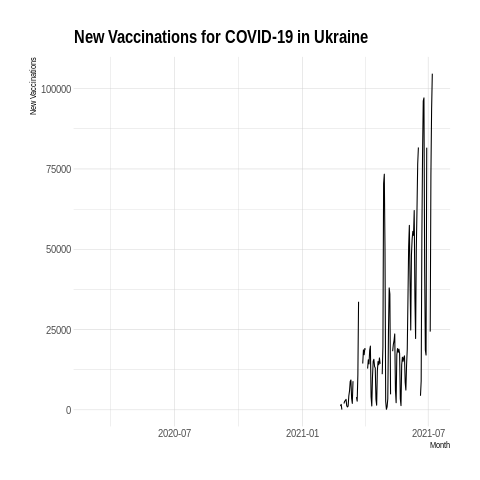 New Vaccinations for COVID-19 in Ukraine
New Vaccinations
100000
75000
50000
25000
0
2020-07
2021-01
2021-07
Month